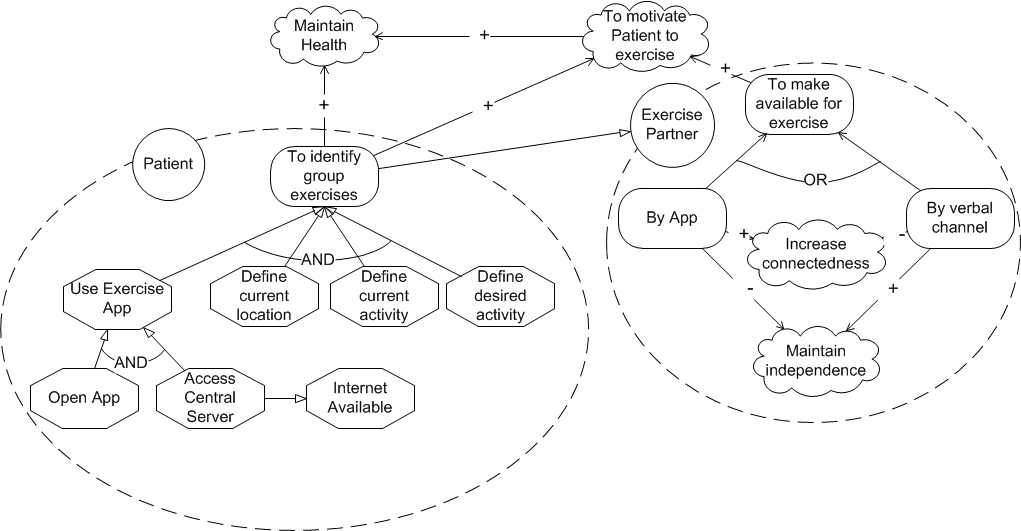 Maintain
Health
+
To motivate
Patient to
exercise
+
+
+
To make
available for
exercise
Exercise
Partner
Patient
To identify
group
exercises
OR
By App
By verbal
channel
+
Increase
connectedness
-
AND
Use Exercise
App
Define
current
location
Define
current
activity
Define
desired
activity
-
+
AND
Maintain
independence
Open App
Access
Central
Server
Internet
Available